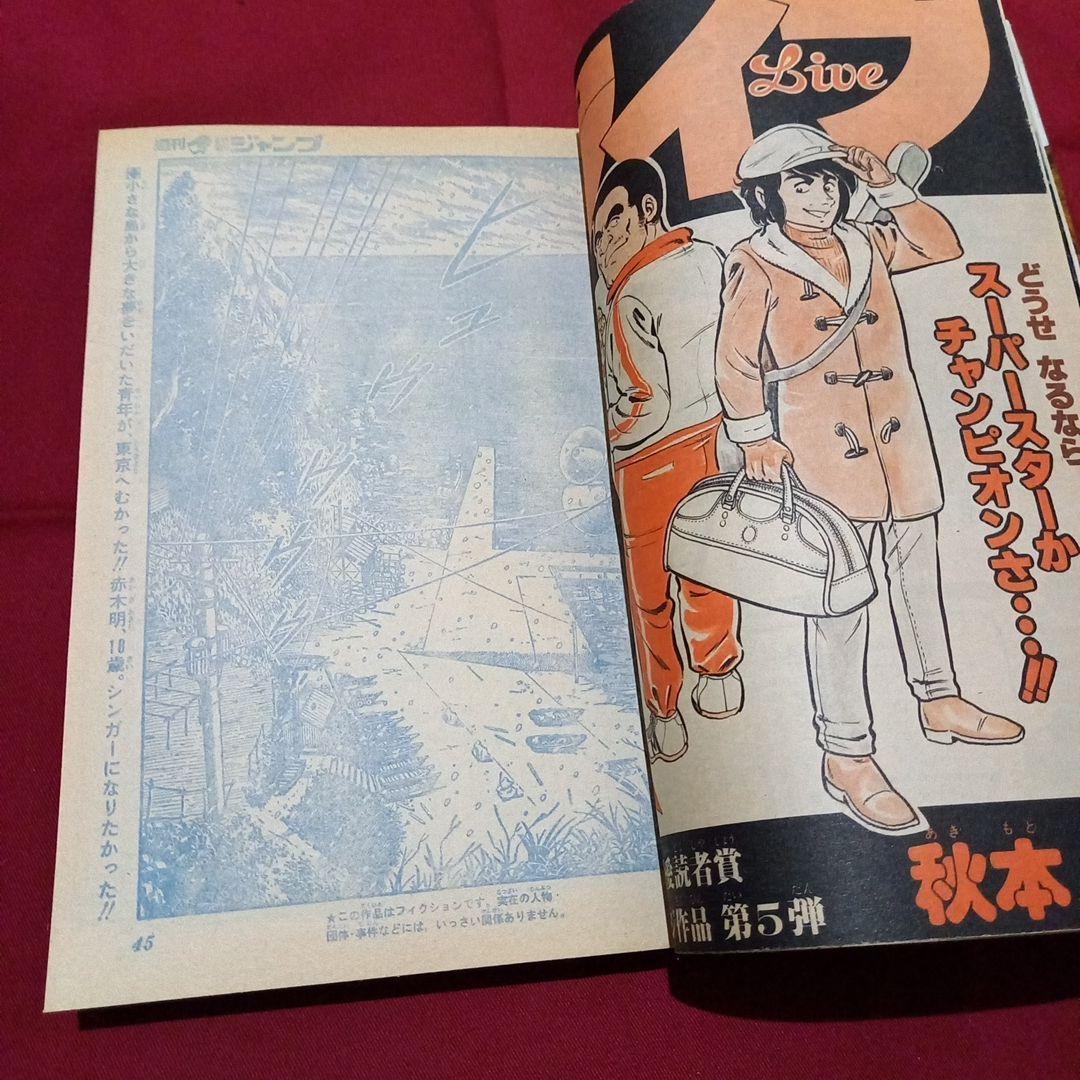 イブ
Live
どうせ なるなら
スーパースターか
チャンピオンさ…!!
あき もと
秋本
読者賞
作品 第5弾
週刊 ジャンプ
小さな島から大きな夢をいだいた青年が、東京へむかった!! 赤木明、18歳。シンガーになりたかった!!
ヒュ
★この作品はフィクションです。実在の人物・
団体・事件などには、いっさい関係ありません。
45